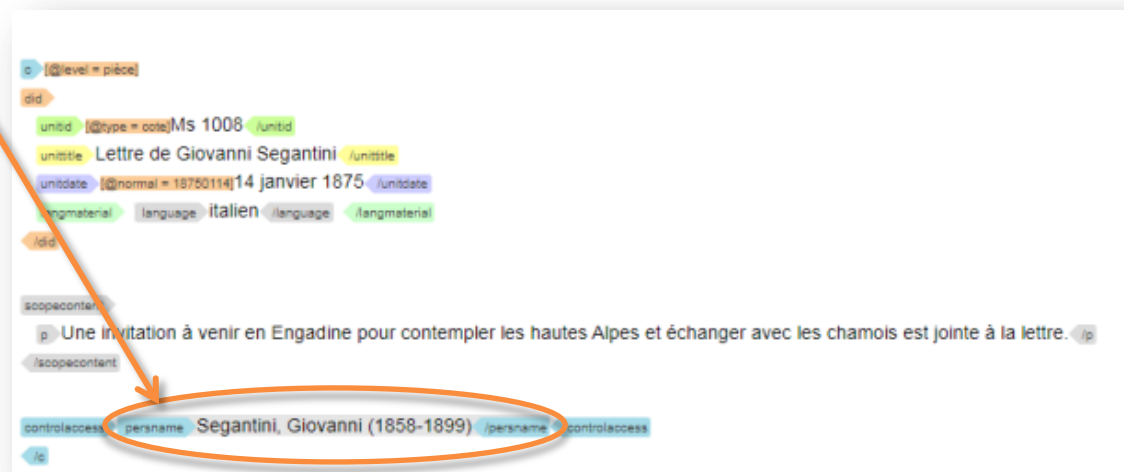 c [@level = pièce]
did
unitid [@type = cote]Ms 1008 /unitid
unittitle Lettre de Giovanni Segantini /unittitle
unitdate [@normal = 18750114]14 janvier 1875 /unitdate
langmaterial language italien /language /langmaterial
/did
scopecontent
p Une invitation à venir en Engadine pour contempler les hautes Alpes et échanger avec les chamois est jointe à la lettre. /p
/scopecontent
controlaccess persname Segantini, Giovanni (1858-1899) /persname controlaccess
/c